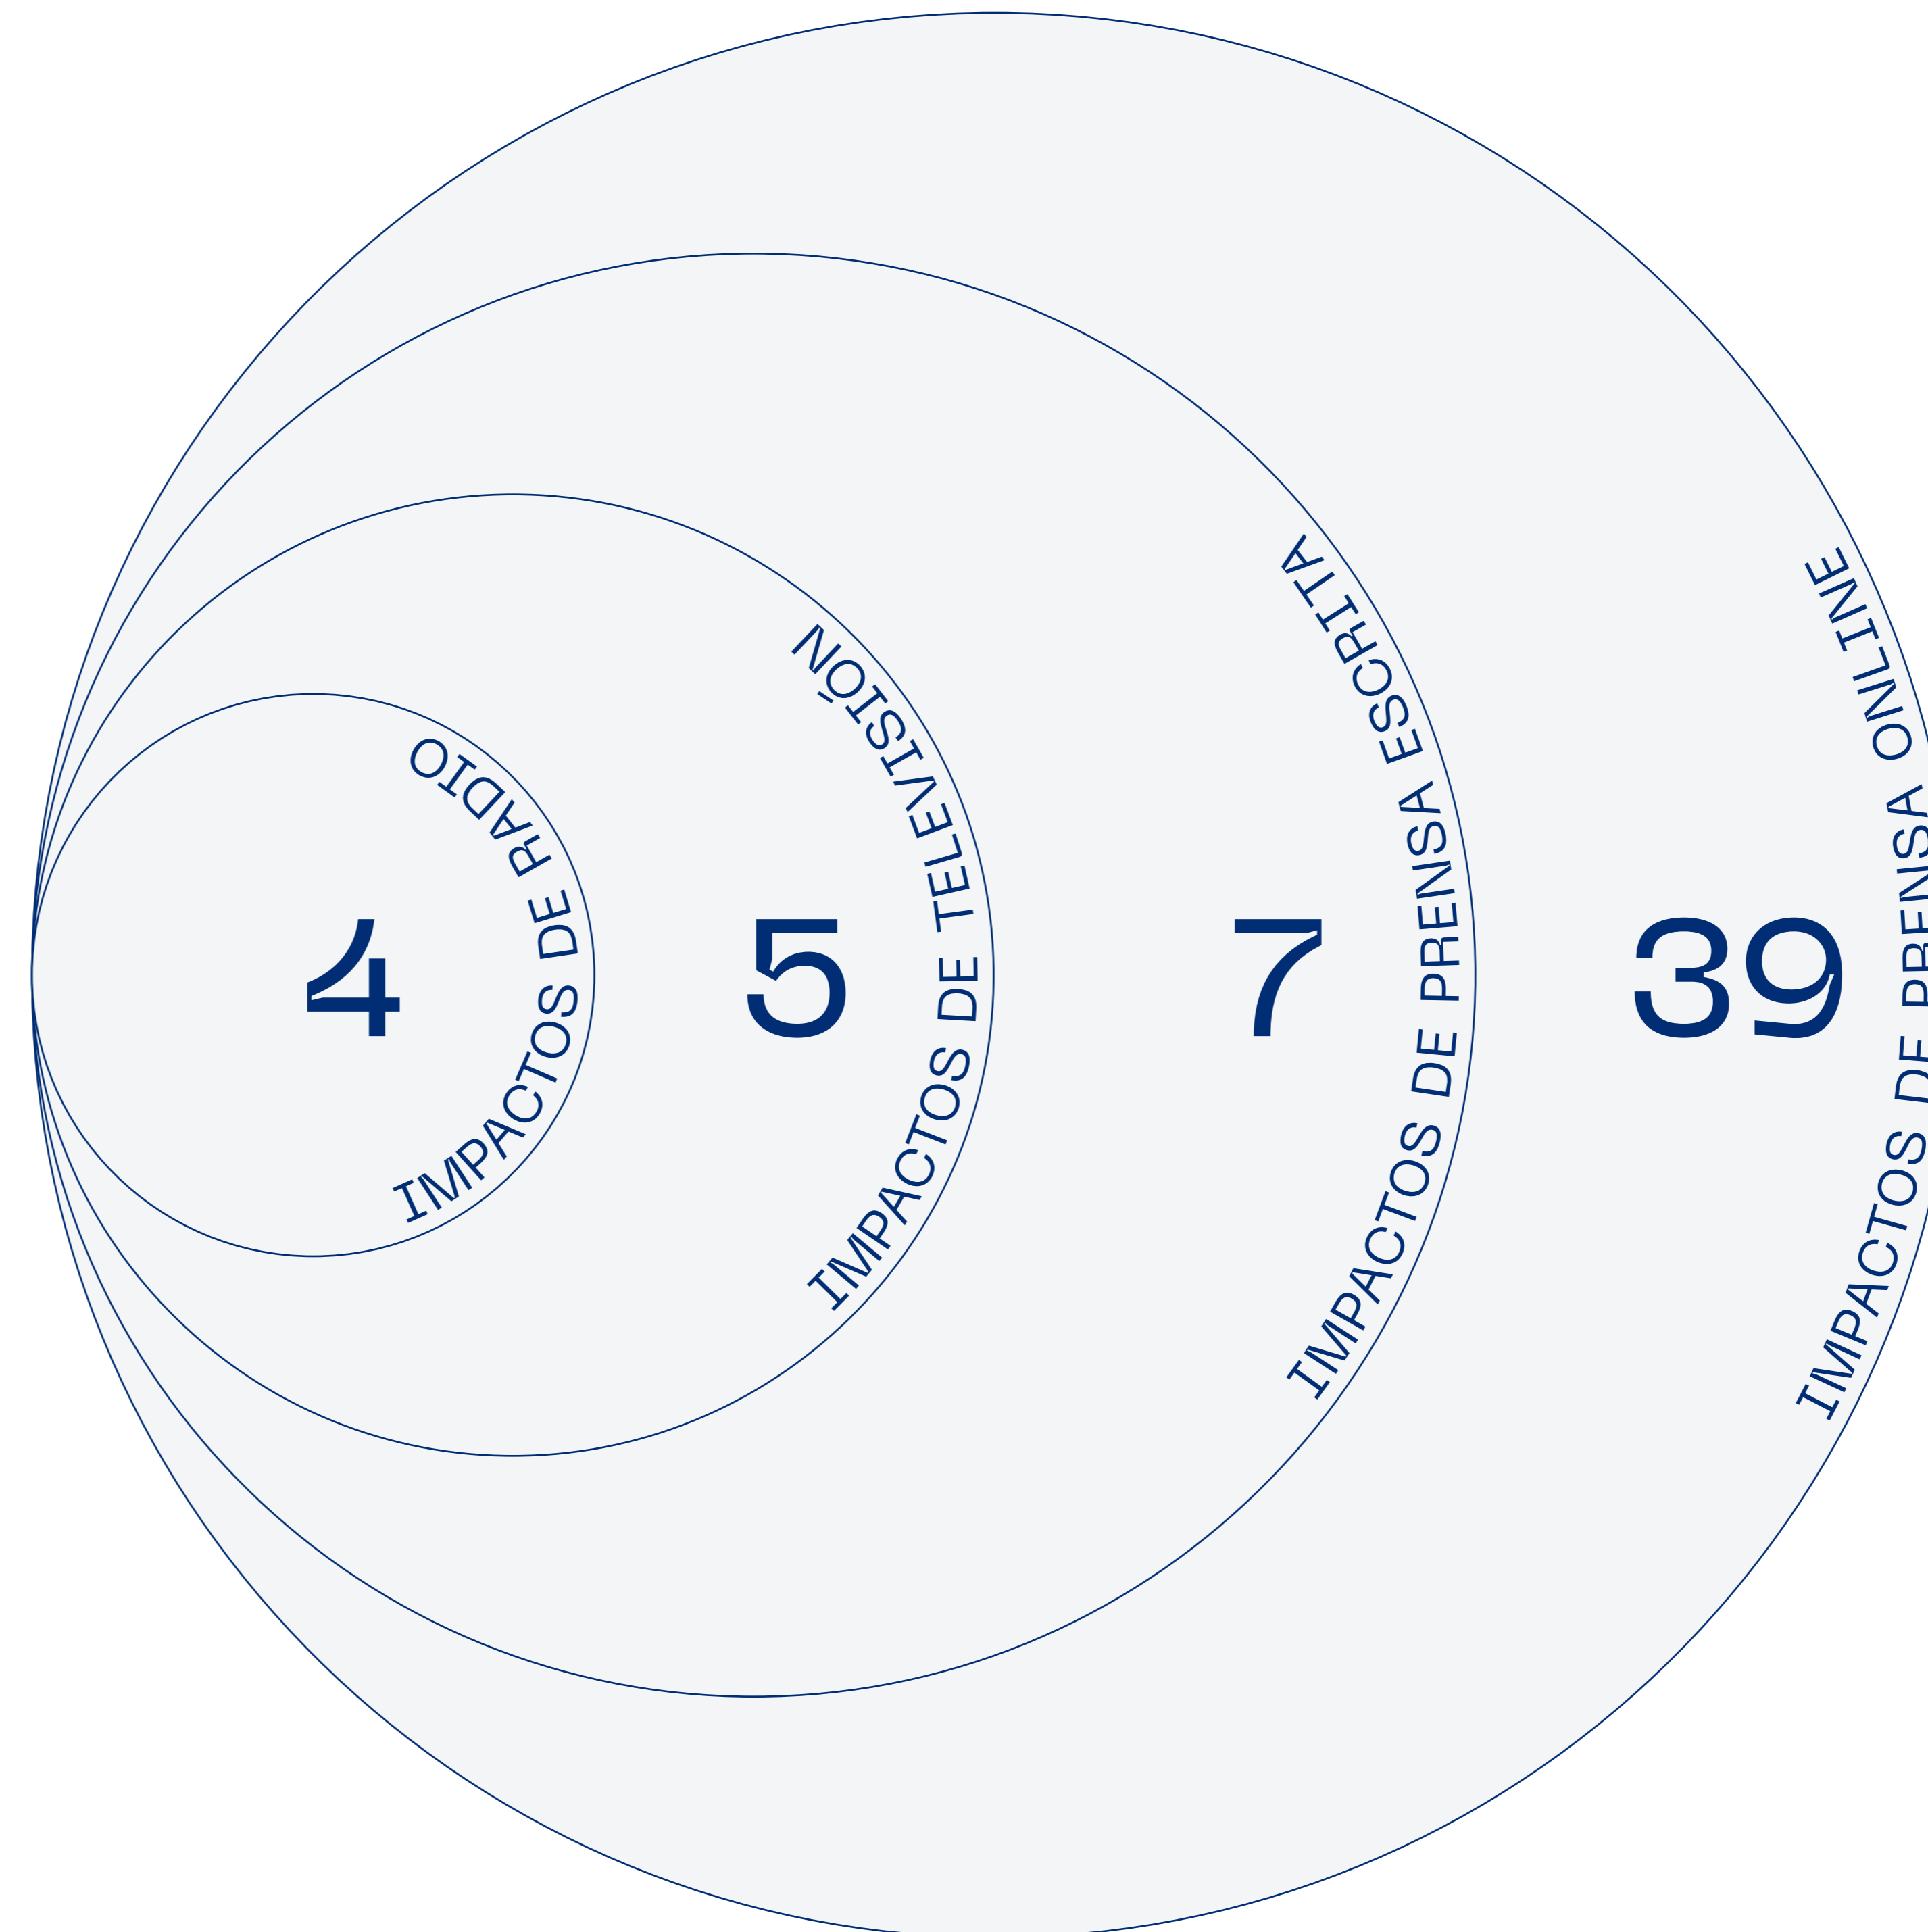 4
IMPACTOS DE RADIO
5
IMPACTOS DE TELEVISIÓN
7
IMPACTOS DE PRENSA ESCRITA
39
IMPACTOS DE PRENSA ONLINE